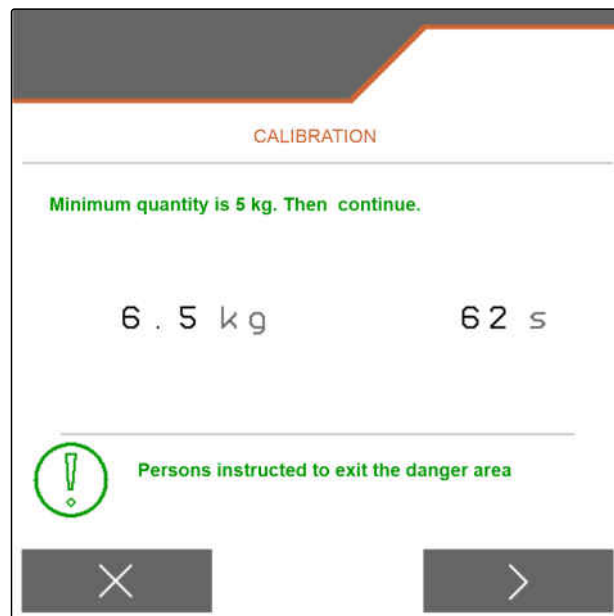 CALIBRATION
Minimum quantity is 5 kg. Then continue.
6.5 kg 62 s
Persons instructed to exit the danger area